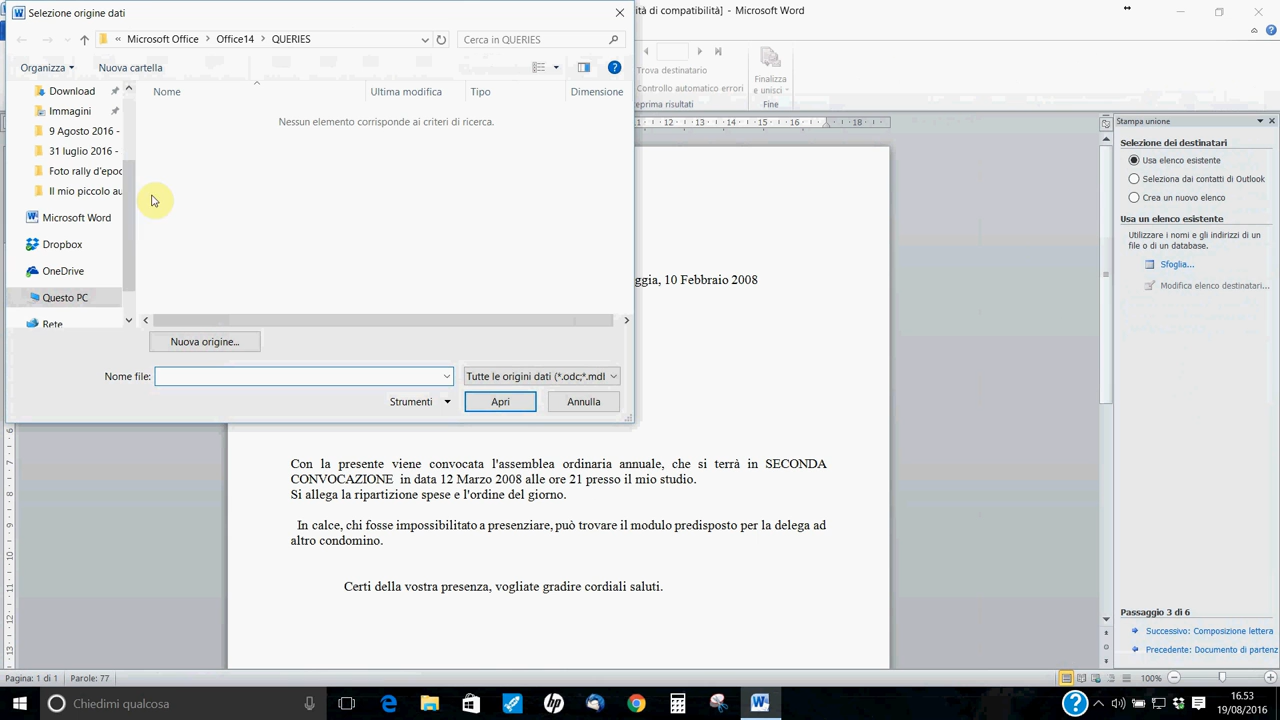 Selezione origine dati
ità di compatibilità] - Microsoft Word
« Microsoft Office > Office14 > QUERIES
Cerca in QUERIES
Organizza
Nuova cartella
Nome
Ultima modifica
Tipo
Dimensione
Nessun elemento corrisponde ai criteri di ricerca.
Download
Immagini
9 Agosto 2016 -
31 luglio 2016 -
Foto rally d'epoc
Il mio piccolo au
Microsoft Word
Dropbox
OneDrive
Questo PC
Rete
Nuova origine...
Nome file:
Tutte le origini dati (*.odc;*.mdl
Strumenti
Apri
Annulla
Trova destinatario
Controllo automatico errori
eprima risultati
Finalizza
e unisci
Fine
11 12 13 14 15 16 18
ggia, 10 Febbraio 2008
Con la presente viene convocata l'assemblea ordinaria annuale, che si terrà in SECONDA
CONVOCAZIONE in data 12 Marzo 2008 alle ore 21 presso il mio studio.
Si allega la ripartizione spese e l'ordine del giorno.
In calce, chi fosse impossibilitato a presenziare, può trovare il modulo predisposto per la delega ad
altro condomino.
Certi della vostra presenza, vogliate gradire cordiali saluti.
Stampa unione
Selezione dei destinatari
Usa elenco esistente
Seleziona dai contatti di Outlook
Crea un nuovo elenco
Usa un elenco esistente
Utilizzare i nomi e gli indirizzi di un
file o di un database.
Sfoglia...
Modifica elenco destinatari...
Passaggio 3 di 6
Successivo: Composizione lettera
Precedente: Documento di partenz
Pagina: 1 di 1
Parole: 77
100%
Chiedimi qualcosa
16.53
19/08/2016